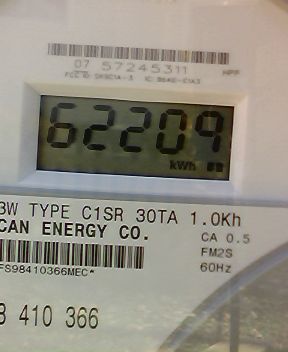 07 57245311
62209
kWh
3W TYPE C1SR 30TA 1.0Kh
CAN ENERGY CO.
CA 0.5
FM2S
60Hz
FS98410366MEC*
410 366